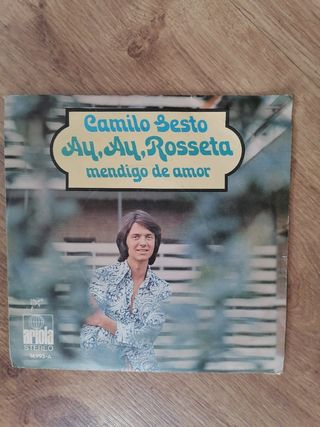 Camilo Sesto
Ay, Ay, Rosseta
mendigo de amor
ariola
STEREO